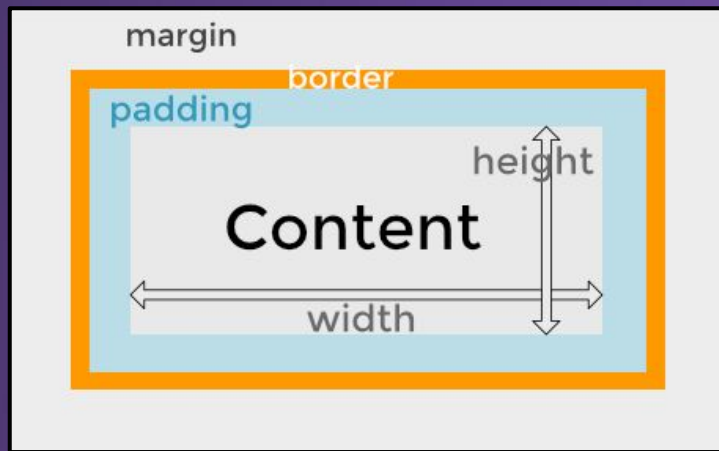 margin
border
padding
height
Content
width